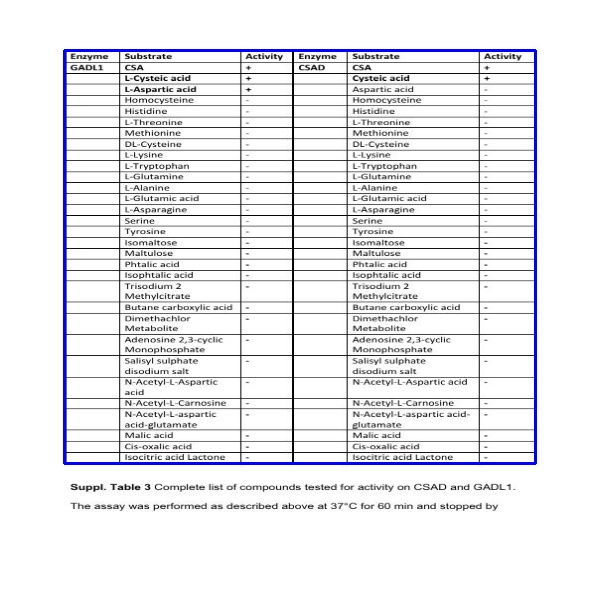 Enzyme Substrate Activity Enzyme Substrate Activity
GADL1 CSA + CSAD CSA +
L-Cysteic acid + Cysteic acid +
L-Aspartic acid + Aspartic acid -
Homocysteine - Homocysteine -
Histidine - Histidine -
L-Threonine - L-Threonine -
Methionine - Methionine -
DL-Cysteine - DL-Cysteine -
L-Lysine - L-Lysine -
L-Tryptophan - L-Tryptophan -
L-Glutamine - L-Glutamine -
L-Alanine - L-Alanine -
L-Glutamic acid - L-Glutamic acid -
L-Asparagine - L-Asparagine -
Serine - Serine -
Tyrosine - Tyrosine -
Isomaltose - Isomaltose -
Maltulose - Maltulose -
Phtalic acid - Phtalic acid -
Isophtalic acid - Isophtalic acid -
Trisodium 2 - Trisodium 2 -
Methylcitrate Methylcitrate
Butane carboxylic acid - Butane carboxylic acid -
Dimethachlor - Dimethachlor -
Metabolite Metabolite
Adenosine 2,3-cyclic - Adenosine 2,3-cyclic -
Monophosphate Monophosphate
Salisyl sulphate - Salisyl sulphate -
disodium salt disodium salt
N-Acetyl-L-Aspartic - N-Acetyl-L-Aspartic acid -
acid
N-Acetyl-L-Carnosine - N-Acetyl-L-Carnosine -
N-Acetyl-L-aspartic - N-Acetyl-L-aspartic acid- -
acid-glutamate glutamate
Malic acid - Malic acid -
Cis-oxalic acid - Cis-oxalic acid -
Isocitric acid Lactone - Isocitric acid Lactone -
Suppl. Table 3 Complete list of compounds tested for activity on CSAD and GADL1.
The assay was performed as described above at 37°C for 60 min and stopped by